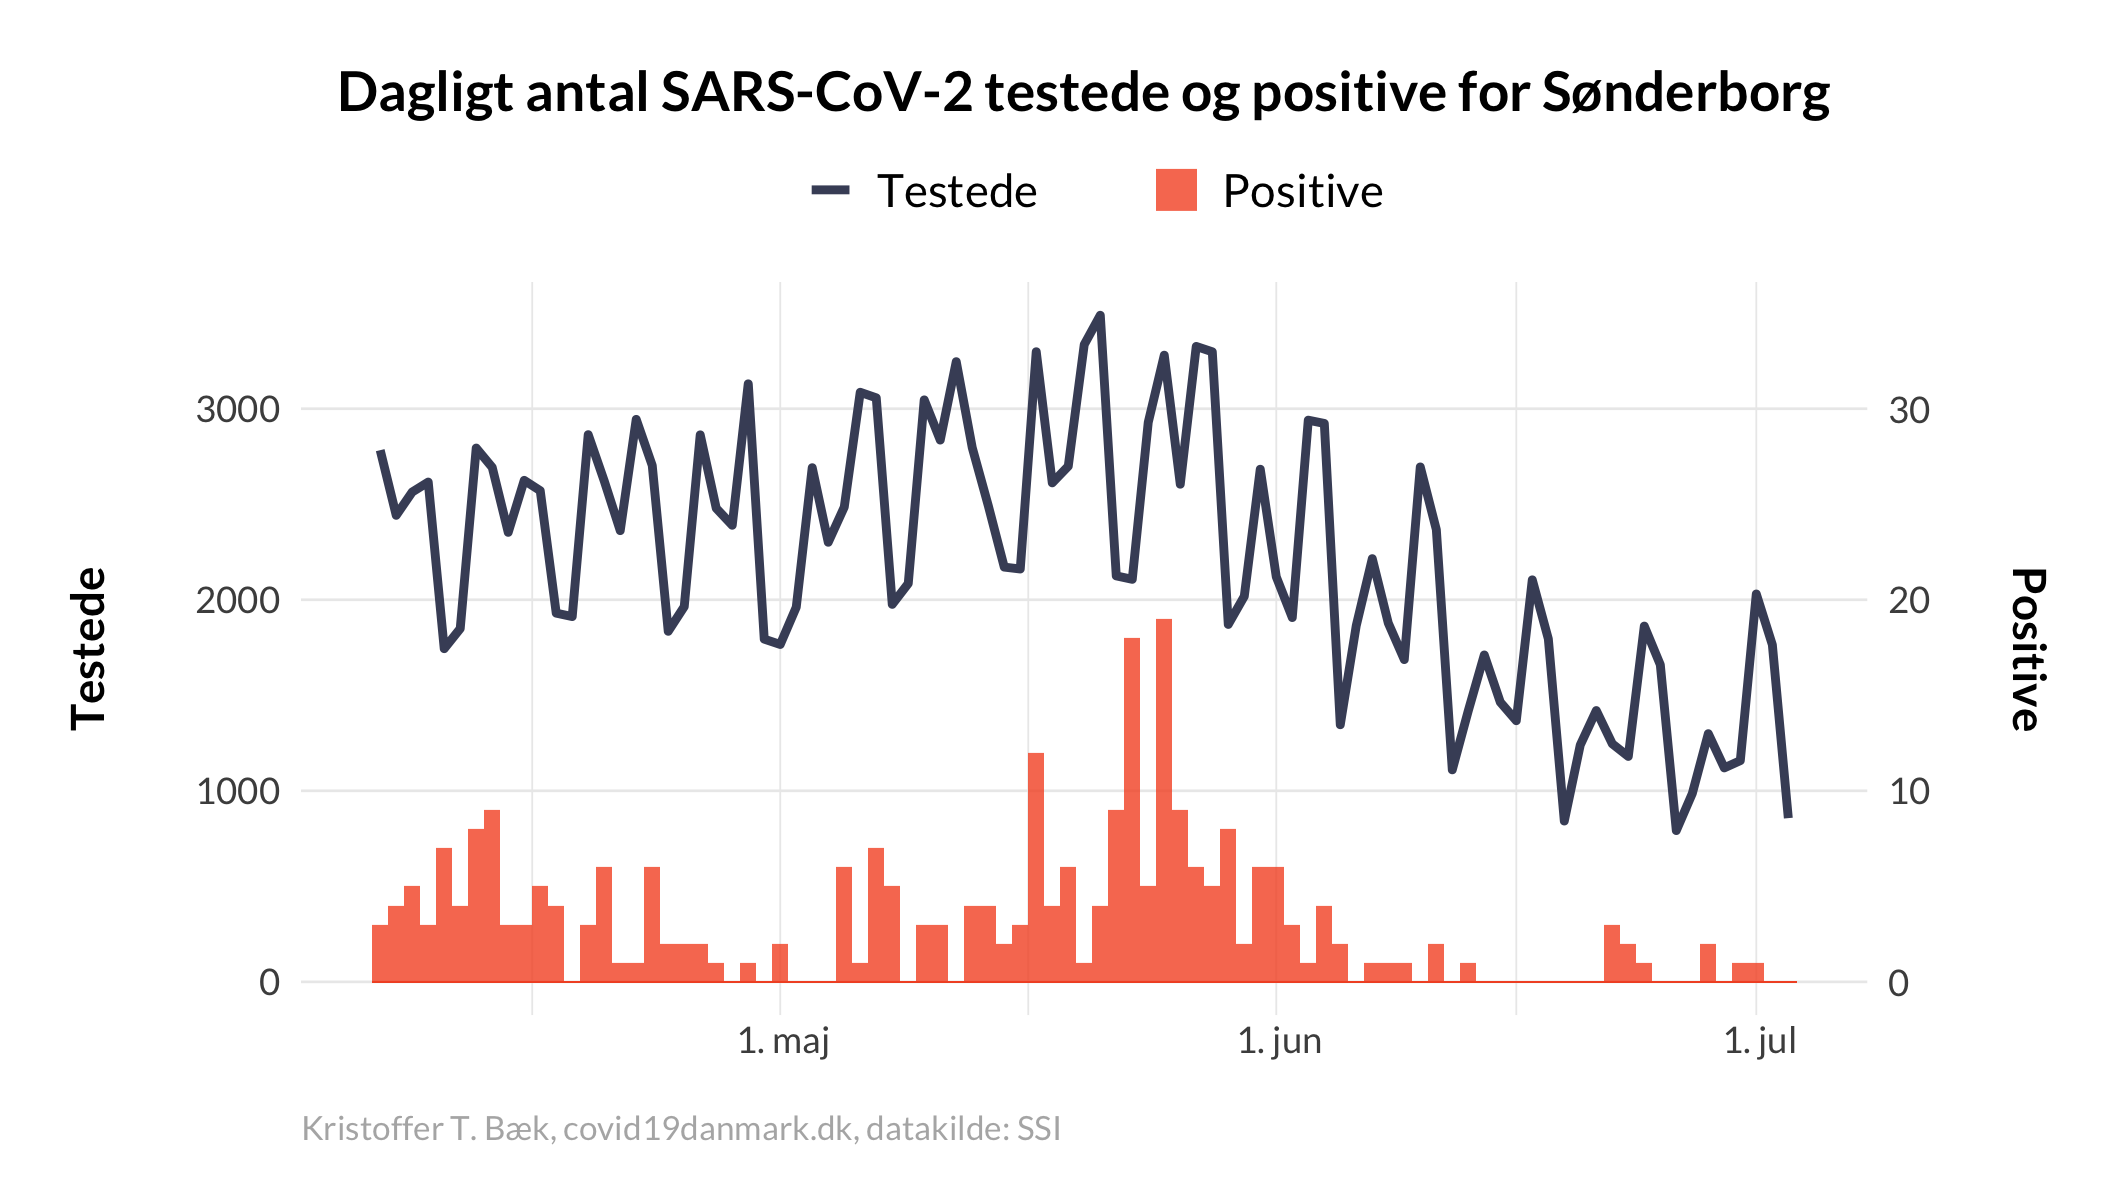 Dagligt antal SARS-CoV-2 testede og positive for Sønderborg
Testede
Positive
Testede
3000
2000
1000
0
30
20
10
0
Positive
1. maj
1. jun
1. jul
Kristoffer T. Bæk, covid19danmark.dk, datakilde: SSI